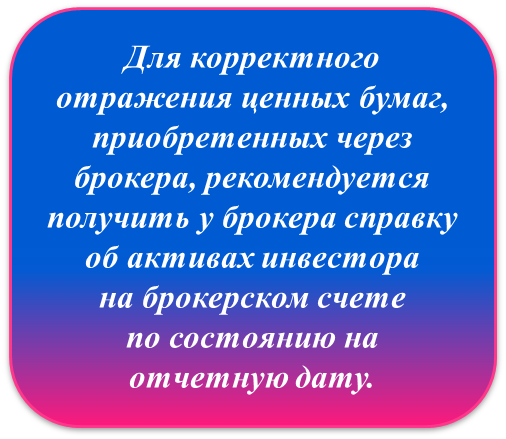 Для корректного
отражения ценных бумаг,
приобретенных через
брокера, рекомендуется
получить у брокера справку
об активах инвестора
на брокерском счете
по состоянию на
отчетную дату.